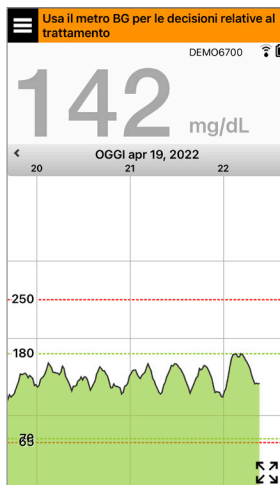 Usa il metro BG per le decisioni relative al
trattamento
DEMO6700
142 mg/dL
OGGI apr 19, 2022
20 21 22
250
180
70
65